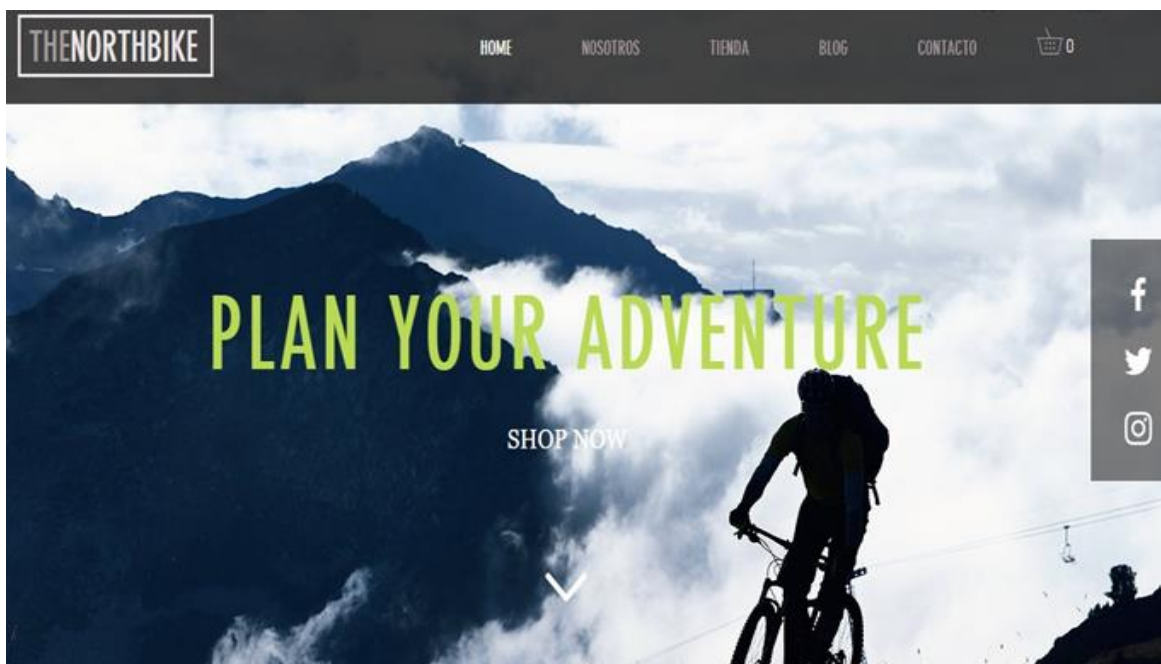 THENORTHBIKE
HOME NOSOTROS TIENDA BLOG CONTACTO 0
PLAN YOUR ADVENTURE
SHOP NOW